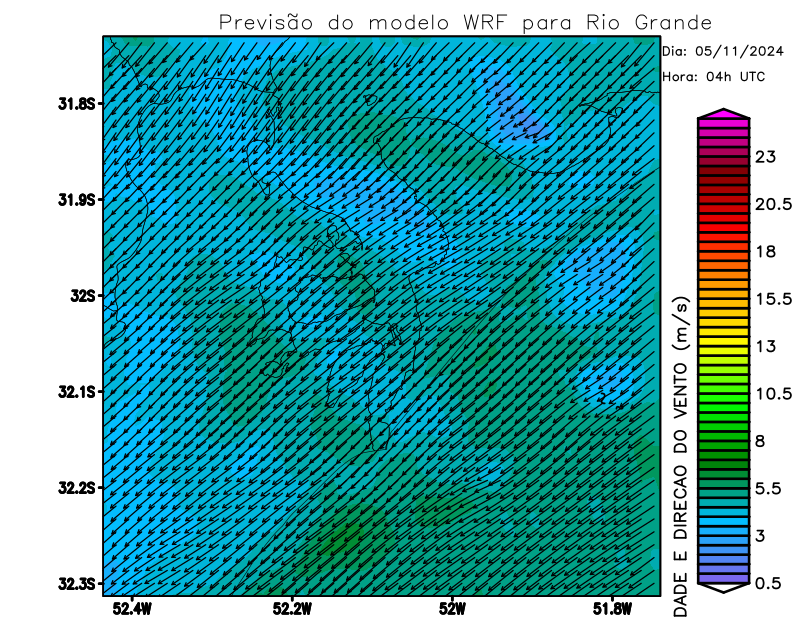 Previsão do modelo WRF para Rio Grande
Dia: 05/11/2024
Hora: 04h UTC
31.8S
31.9S
32S
32.1S
32.2S
32.3S
52.4W
52.2W
52W
51.8W
23
20.5
18
15.5
13
10.5
8
5.5
3
0.5
DADE E DIRECAO DO VENTO (m/s)